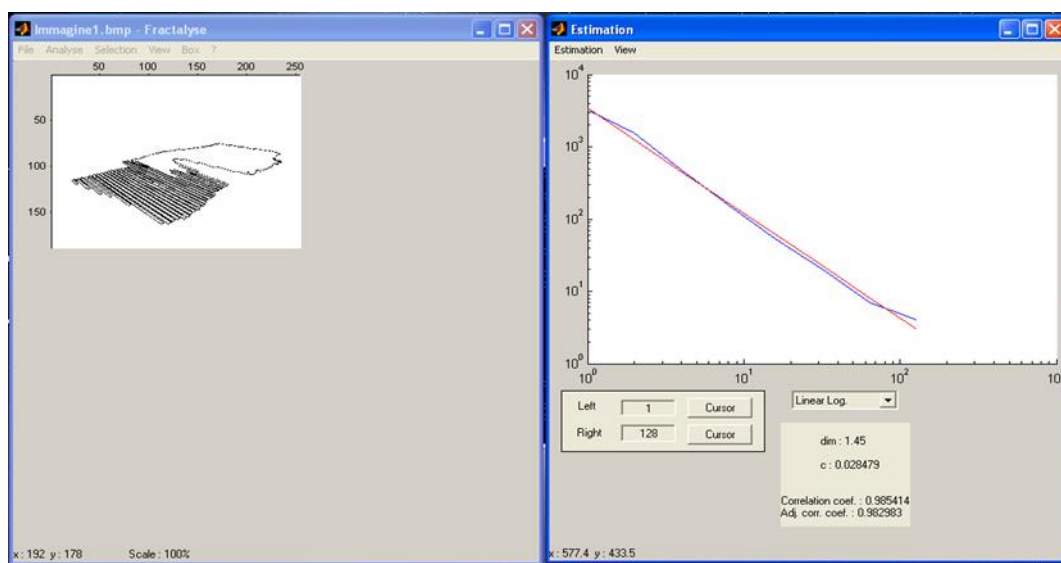 Immagine1.bmp - Fractalyse
File Analyse Selection View Box ?
50 100 150 200 250
50
100
150
x : 192 y : 178 Scale : 100%
Estimation
Estimation View
10^4
10^3
10^2
10^1
10^0
10^0 10^1 10^2 10
Left 1 Cursor
Right 128 Cursor
Linear Log.
dim : 1.45
c : 0.028479
Correlation coef. : 0.985414
Adj. corr. coef. : 0.982983
x : 577.4 y : 433.5